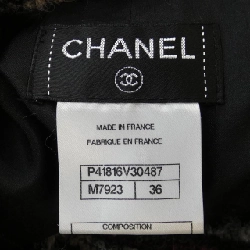 CHANEL
MADE IN FRANCE
FABRIQUE EN FRANCE
P41816V30487
M7923 36
COMPOSITION